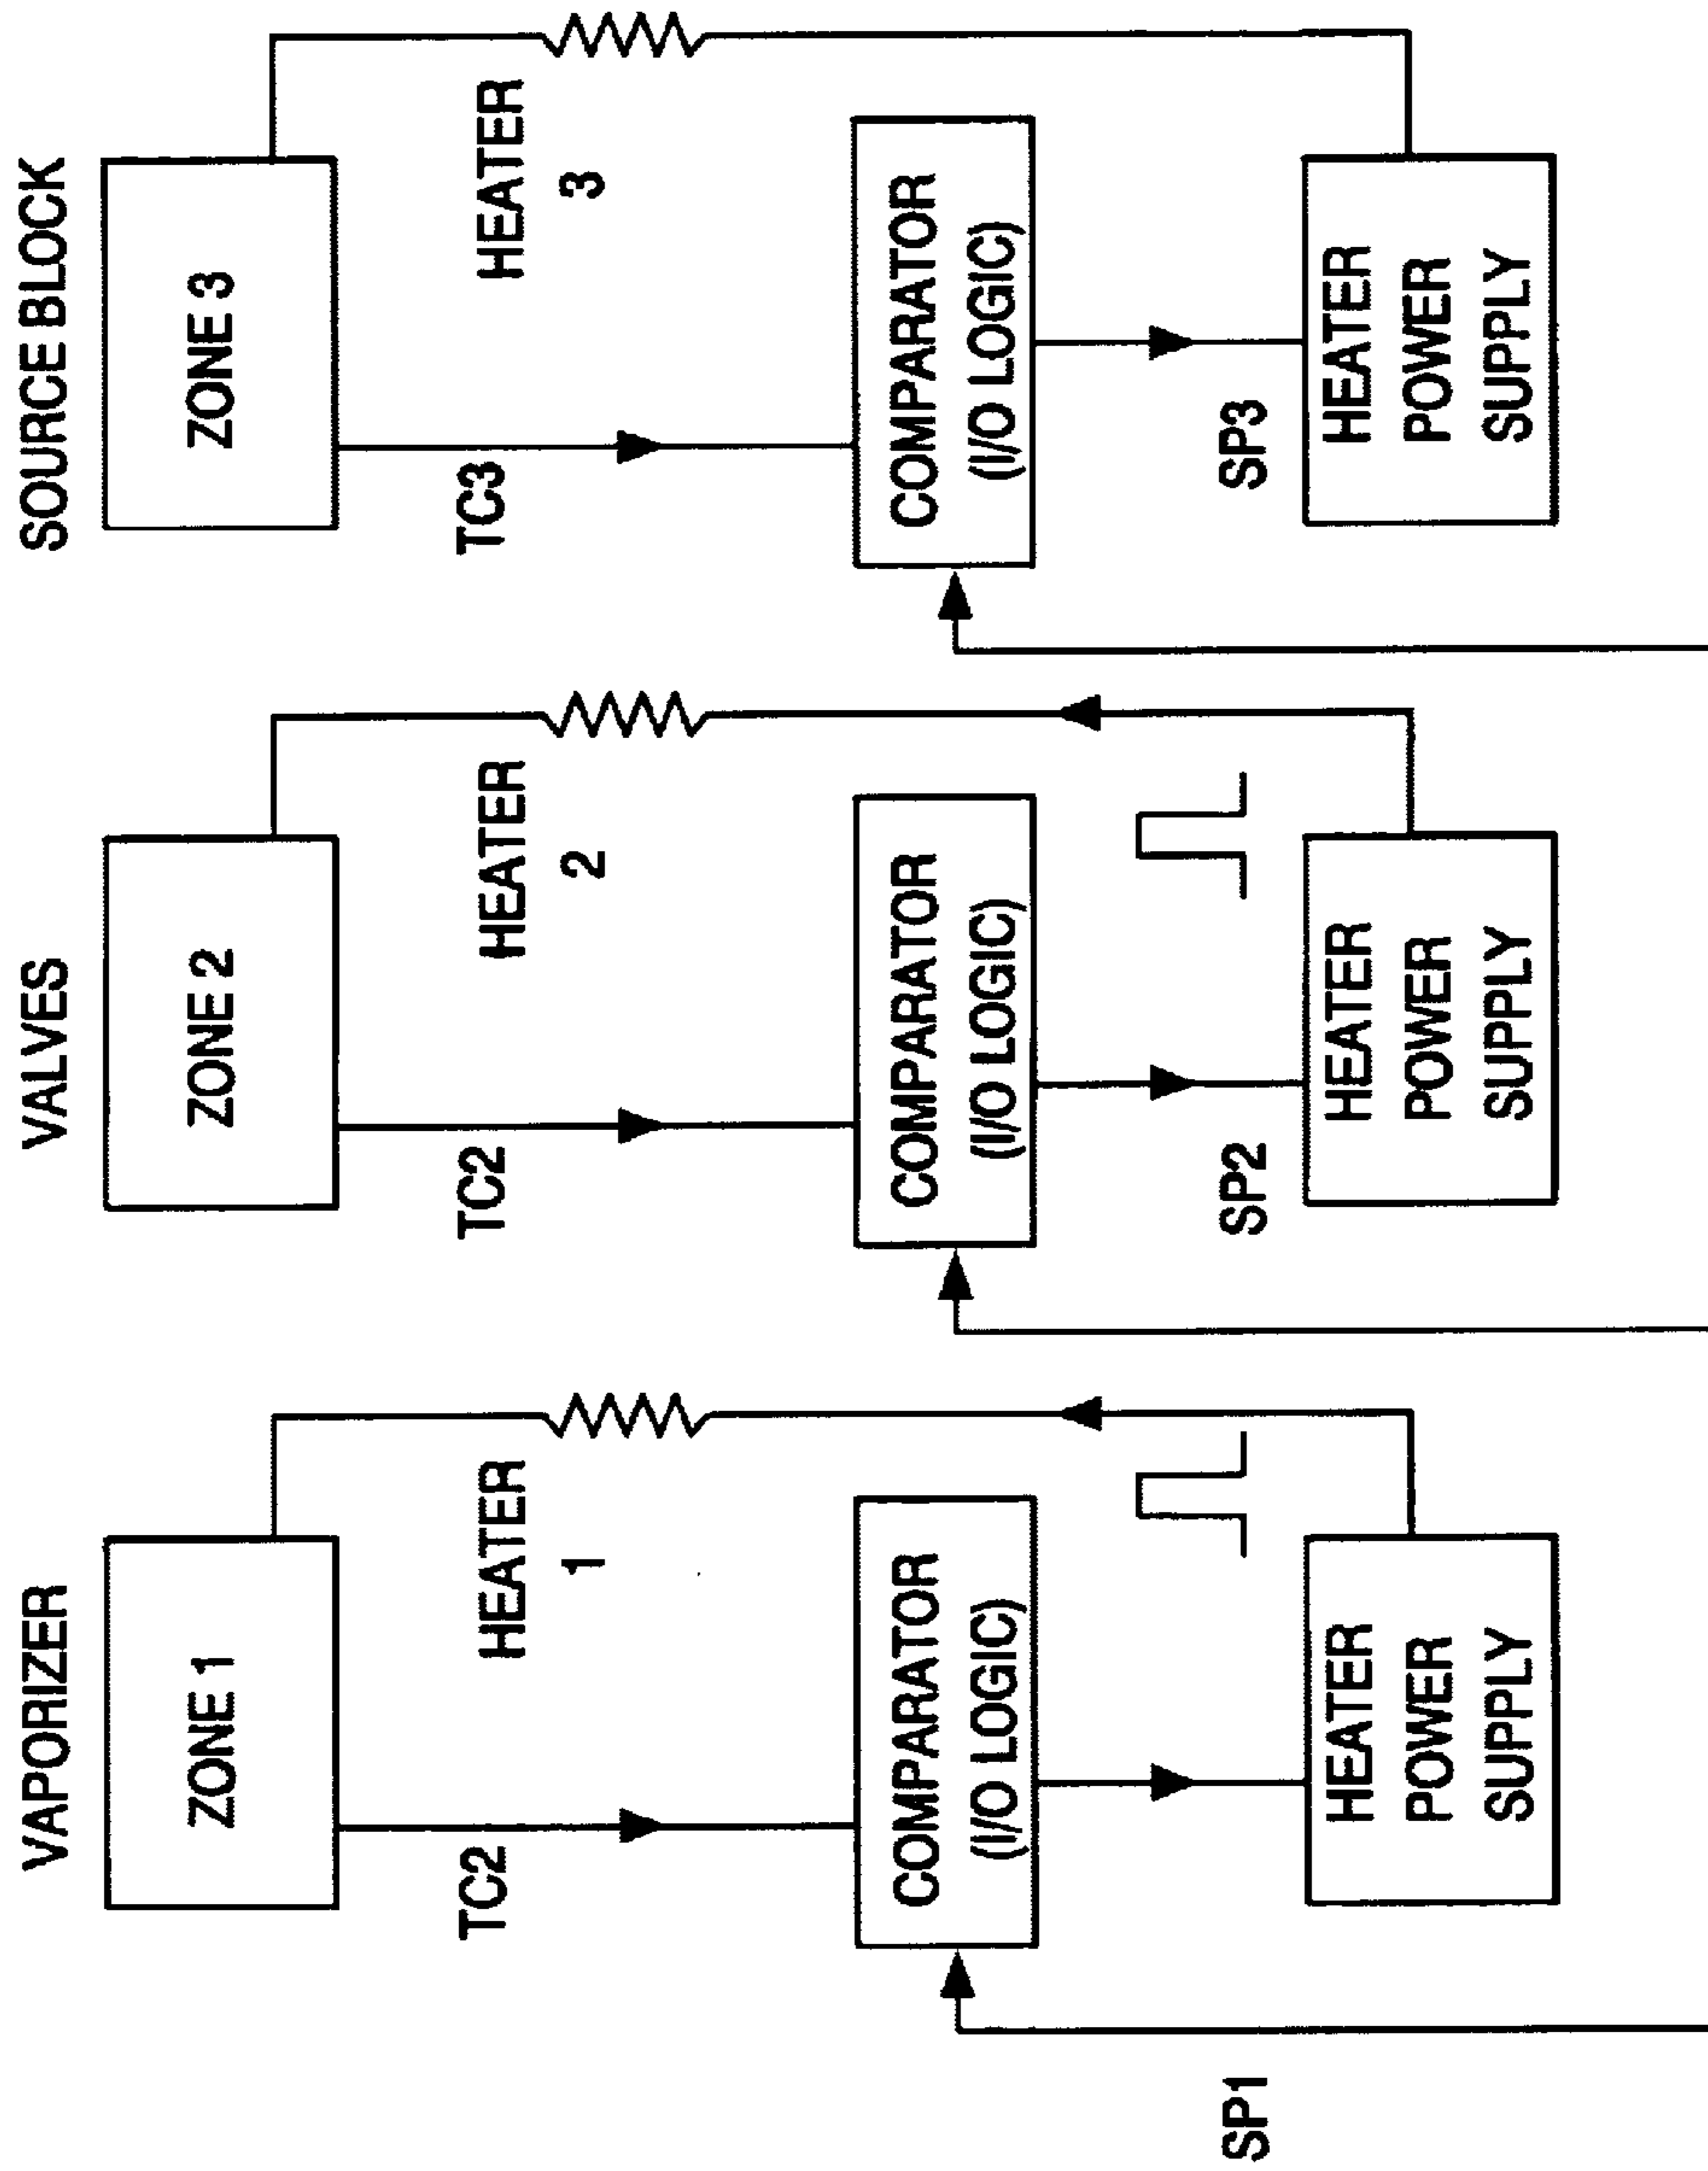 VAPORIZER
ZONE 1
TC2
HEATER
1
COMPARATOR
(I/O LOGIC)
SP1
HEATER
POWER
SUPPLY
VALVES
ZONE 2
TC2
HEATER
2
COMPARATOR
(I/O LOGIC)
SP2
HEATER
POWER
SUPPLY
SOURCE BLOCK
ZONE 3
TC3
HEATER
3
COMPARATOR
(I/O LOGIC)
SP3
HEATER
POWER
SUPPLY